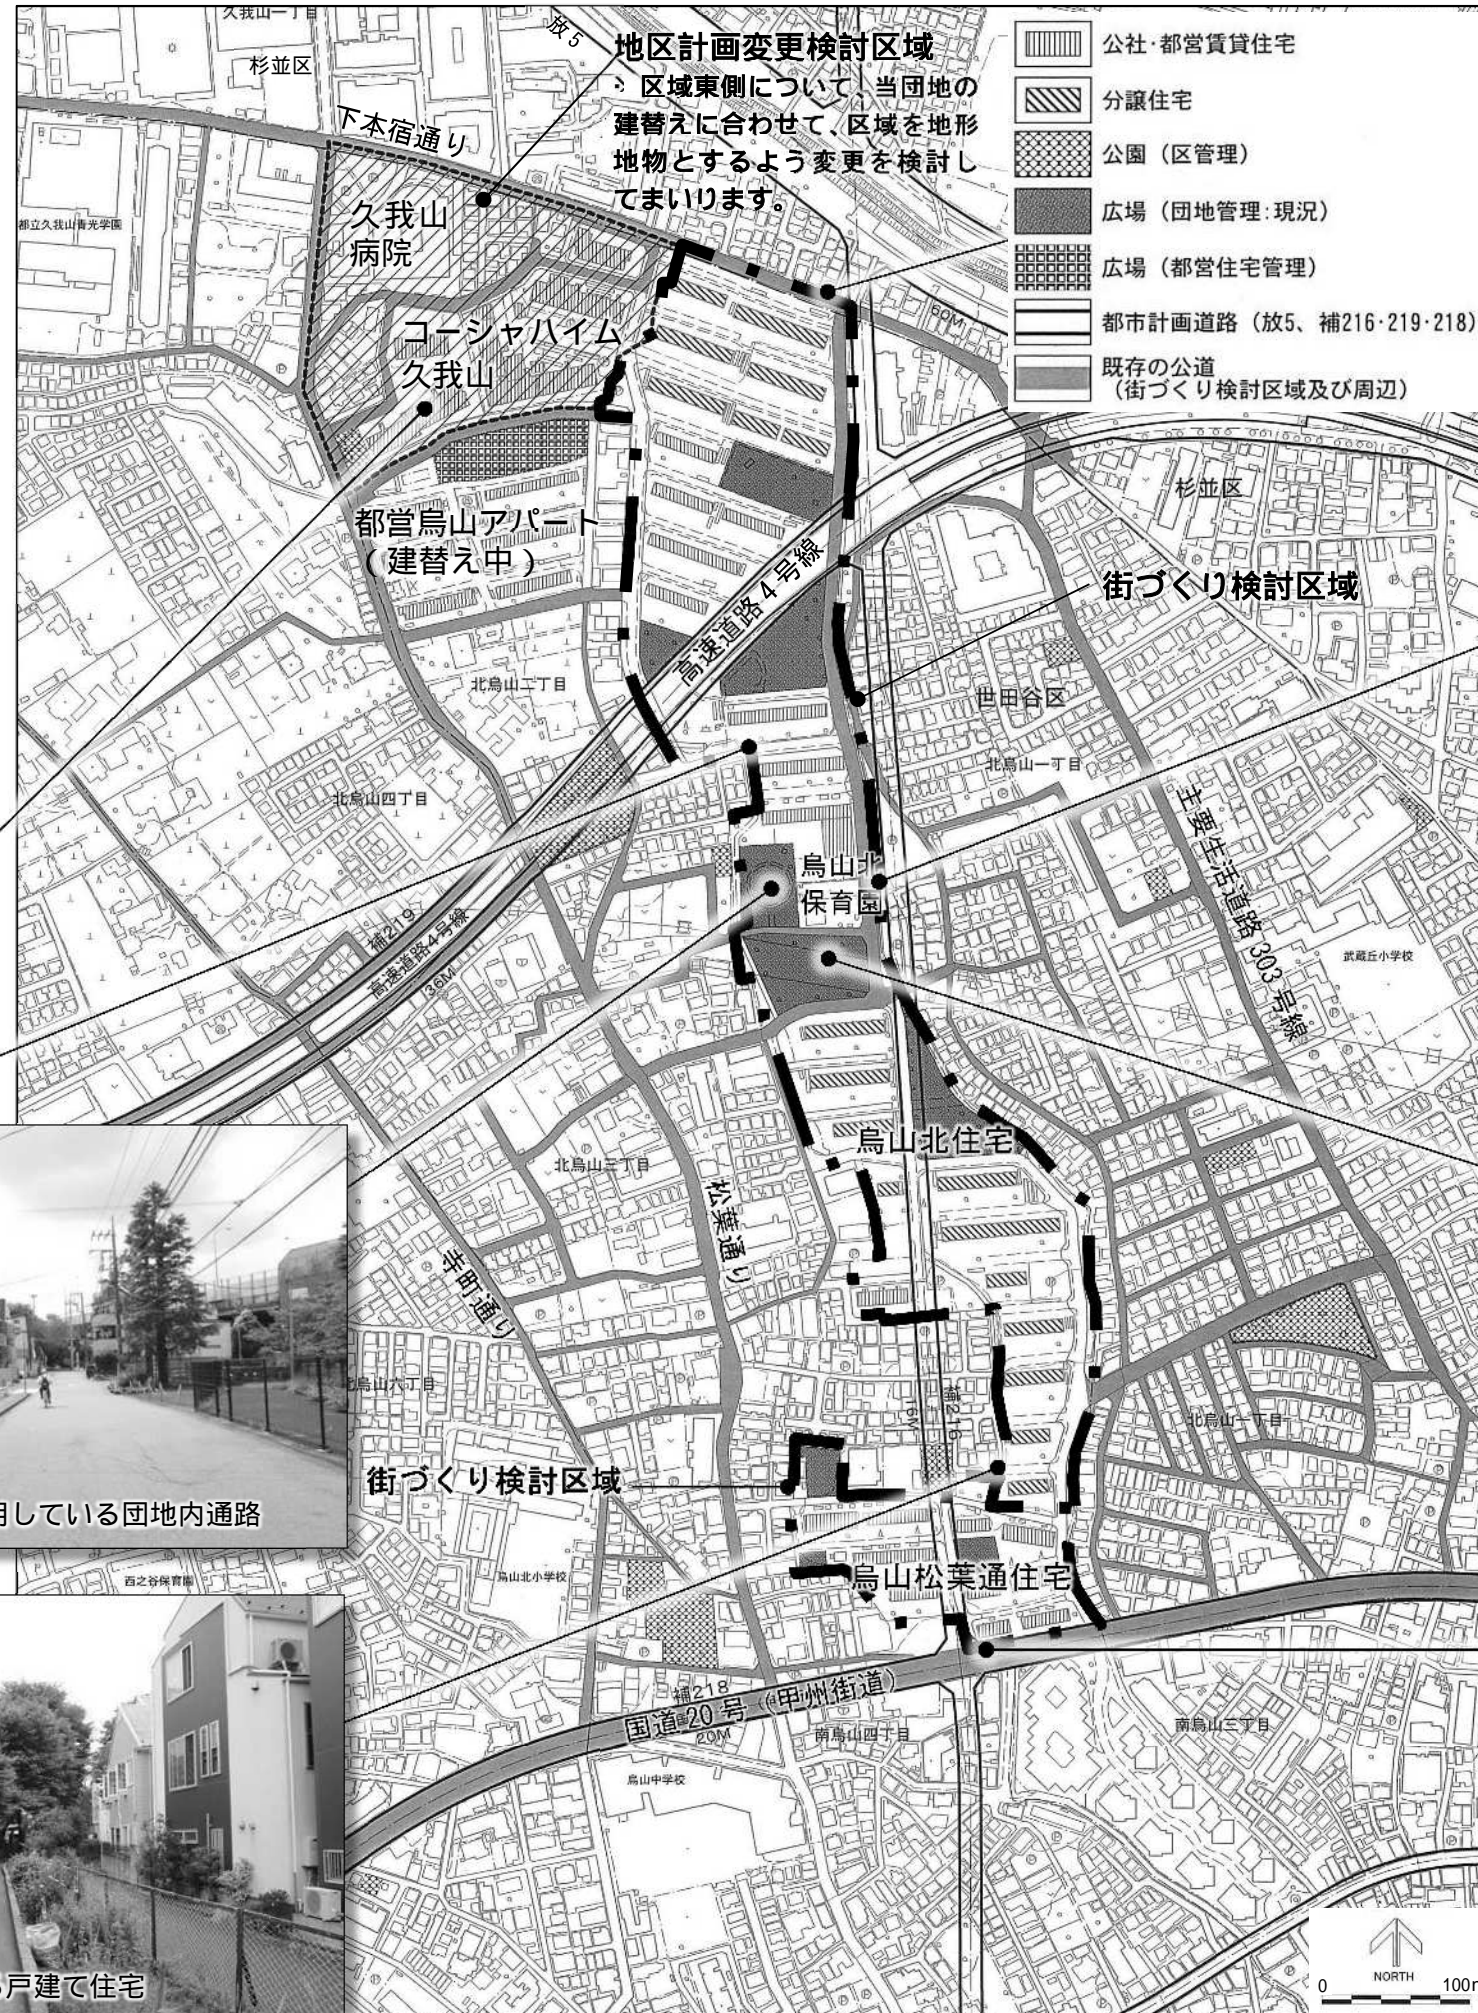 久我山一丁目
放5
杉並区
地区計画変更検討区域
区域東側について、当団地の
建替えに合わせて、区域を地形
地物とするよう変更を検討し
てまいります。
公社・都営賃貸住宅
分譲住宅
公園（区管理）
広場（団地管理:現況）
広場（都営住宅管理）
都市計画道路（放5、補216・219・218）
既存の公道
（街づくり検討区域及び周辺）
下本宿通り
都立久我山青光学園
久我山
病院
コーシャハイム
久我山
60M
都営烏山アパート
（建替え中）
杉並区
高速道路4号線
街づくり検討区域
北烏山二丁目
世田谷区
北烏山一丁目
北烏山四丁目
主要生活道路303号線
烏山北
保育園
補219
高速道路4号線
36M
武蔵丘小学校
烏山北住宅
北烏山三丁目
松葉通り
寺町通り
北烏山六丁目
補216
16M
北烏山一丁目
街づくり検討区域
用している団地内通路
西之谷保育園
烏山北小学校
烏山松葉通住宅
補218
国道20号（甲州街道）
20M
南烏山四丁目
南烏山三丁目
烏山中学校
る戸建て住宅
NORTH
0 100m